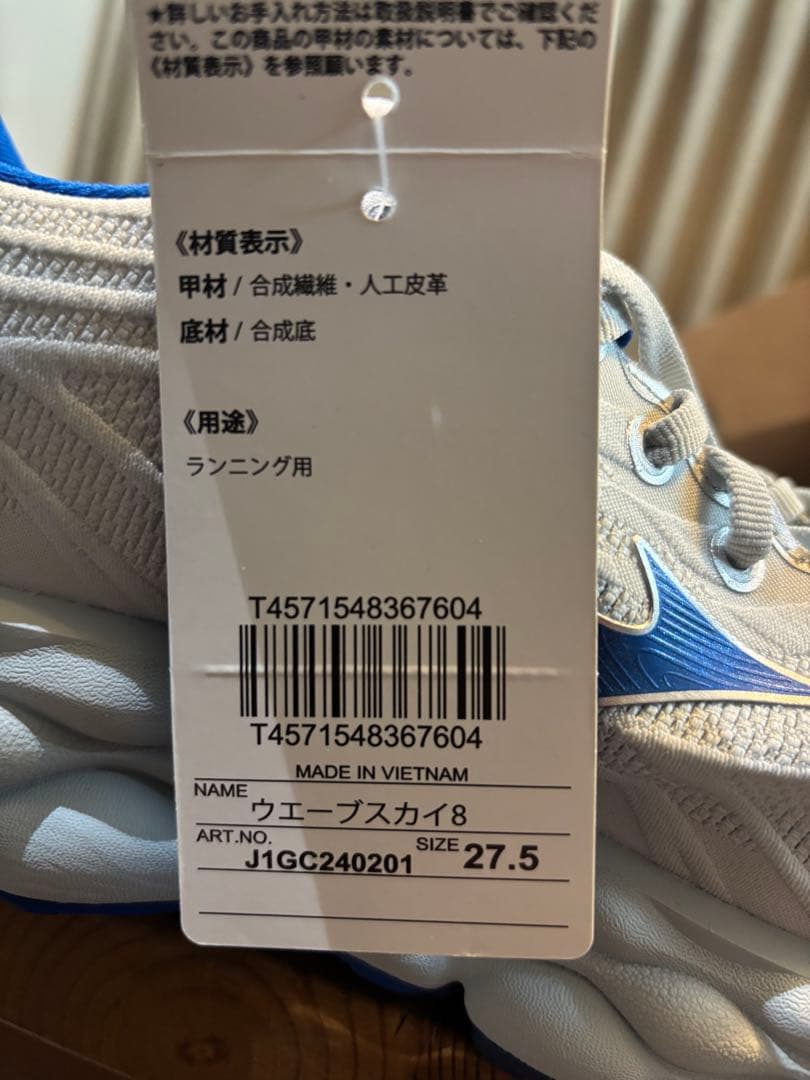 ★詳しいお手入れ方法は取扱説明書でご確認くだ
さい。この商品の甲材の素材については、下記の
《材質表示》を参照願います。
《材質表示》
甲材 / 合成繊維・人工皮革
底材 / 合成底
《用途》
ランニング用
T4571548367604
T4571548367604
MADE IN VIETNAM
NAME
ウエーブスカイ8
ART.NO. SIZE
J1GC240201 27.5